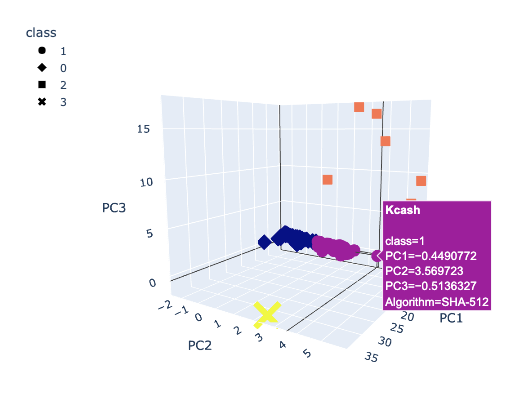 class
1
0
2
3
15
10
5
0
PC3
−2
−1
0
1
2
3
4
5
PC2
20
25
30
35
PC1
Kcash
class=1
PC1=−0.4490772
PC2=3.569723
PC3=−0.5136327
Algorithm=SHA-512